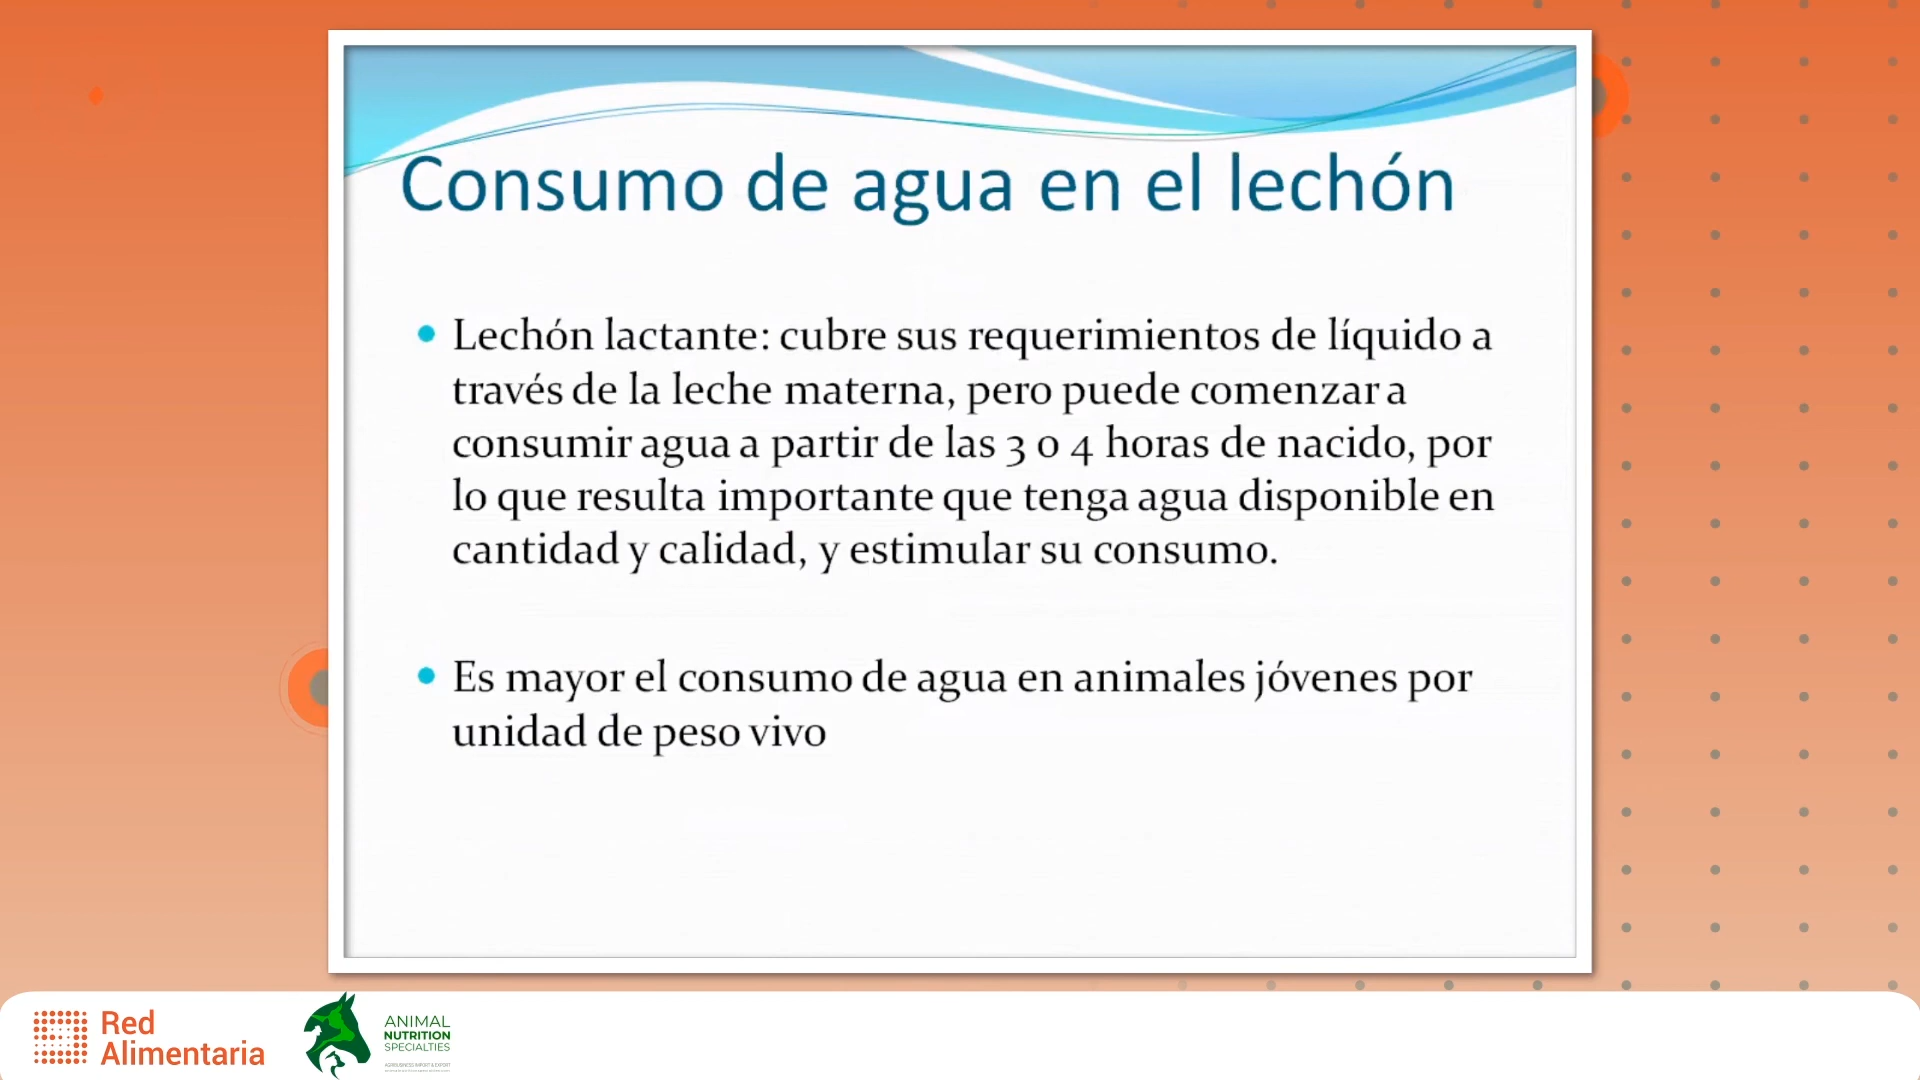 Consumo de agua en el lechón
• Lechón lactante: cubre sus requerimientos de líquido a
través de la leche materna, pero puede comenzar a
consumir agua a partir de las 3 o 4 horas de nacido, por
lo que resulta importante que tenga agua disponible en
cantidad y calidad, y estimular su consumo.
• Es mayor el consumo de agua en animales jóvenes por
unidad de peso vivo
Red
Alimentaria
ANIMAL
NUTRITION
SPECIALTIES
AGRIBUSINESS IMPORT & EXPORT